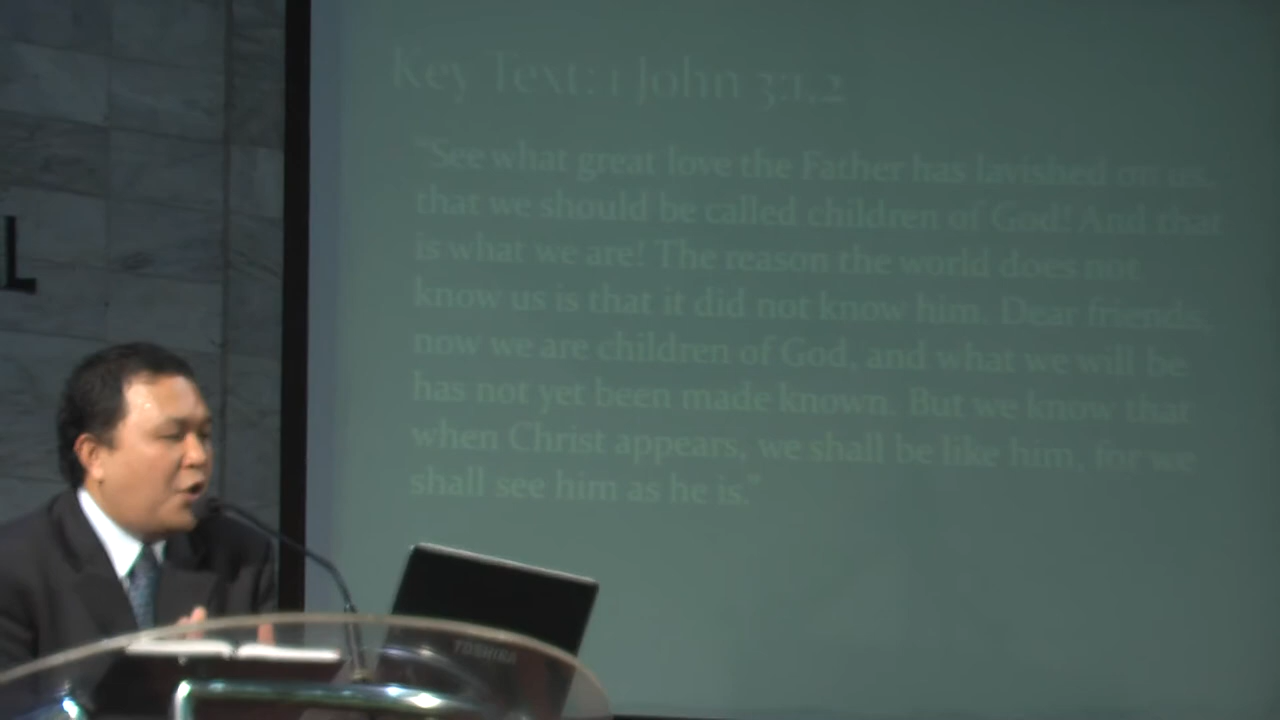 L
Key Text: 1 John 3:1,2
"See what great love the Father has lavished on us,
that we should be called children of God! And that
is what we are! The reason the world does not
know us is that it did not know him. Dear friends,
now we are children of God, and what we will be
has not yet been made known. But we know that
when Christ appears, we shall be like him, for we
shall see him as he is."
TOSHIBA